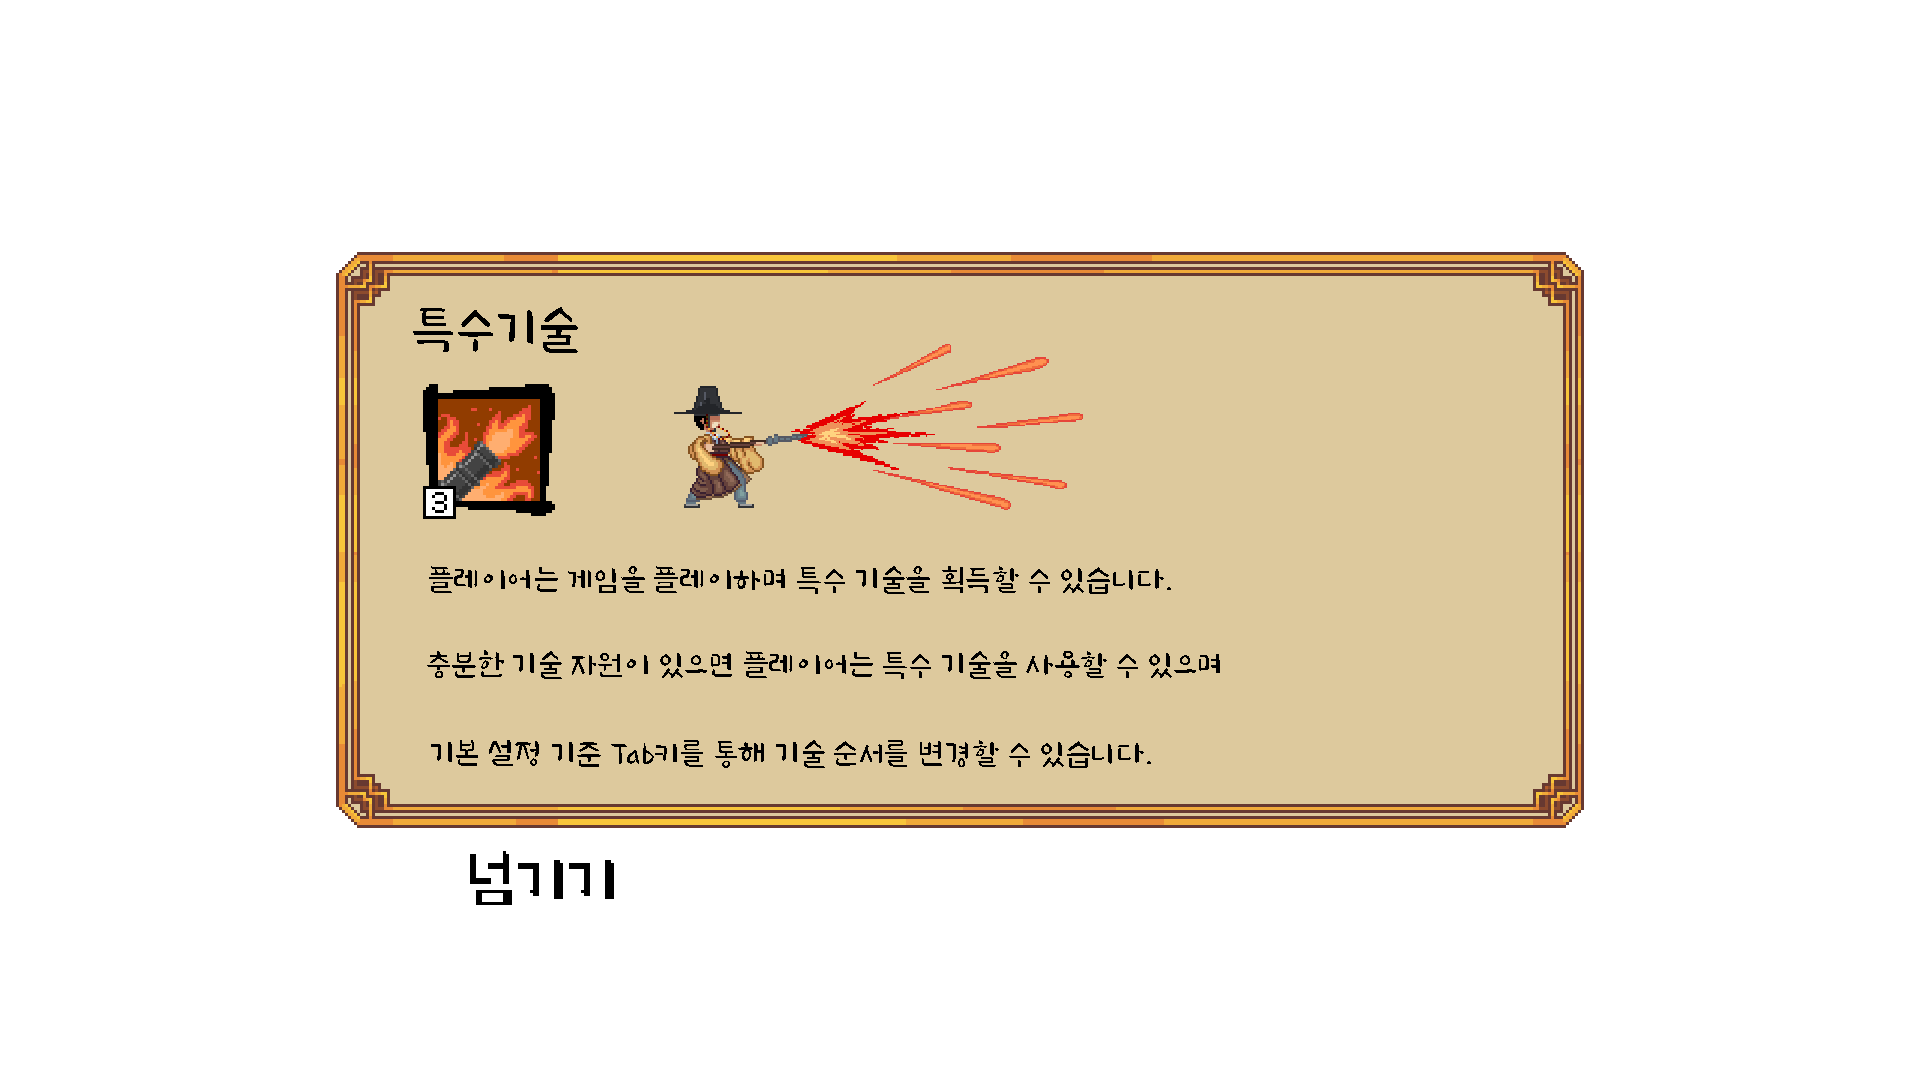 특수기술
3
플레이어는 게임을 플레이하며 특수 기술을 획득할 수 있습니다.
충분한 기술 자원이 있으면 플레이어는 특수 기술을 사용할 수 있으며
기본 설정 기준 Tab키를 통해 기술 순서를 변경할 수 있습니다.
넘기기